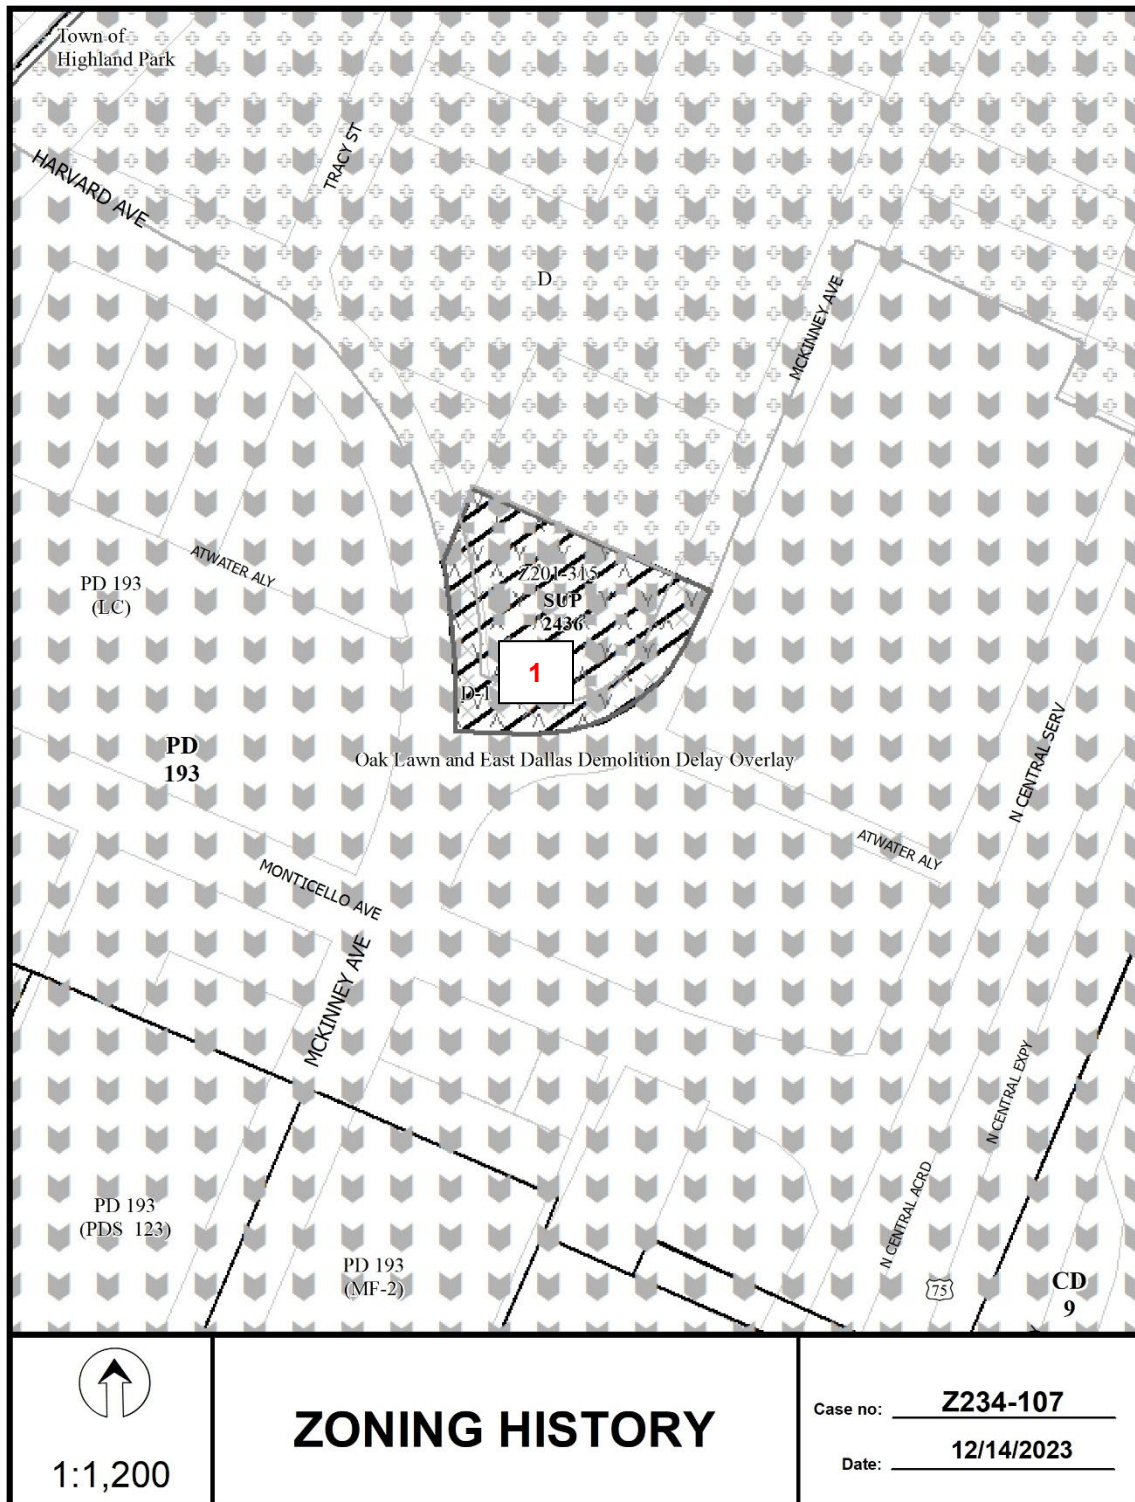 Town of
Highland Park
HARVARD AVE
TRACY ST
D
MCKINNEY AVE
ATWATER ALY
PD 193
(LC)
Z201-315
SUP
2436
1
D-1
PD
193
Oak Lawn and East Dallas Demolition Delay Overlay
N CENTRAL SERV
ATWATER ALY
MONTICELLO AVE
MCKINNEY AVE
N CENTRAL EXPY
N CENTRAL ACRD
PD 193
(PDS 123)
PD 193
(MF-2)
75
CD
9
1:1,200
ZONING HISTORY
Case no: Z234-107
Date: 12/14/2023